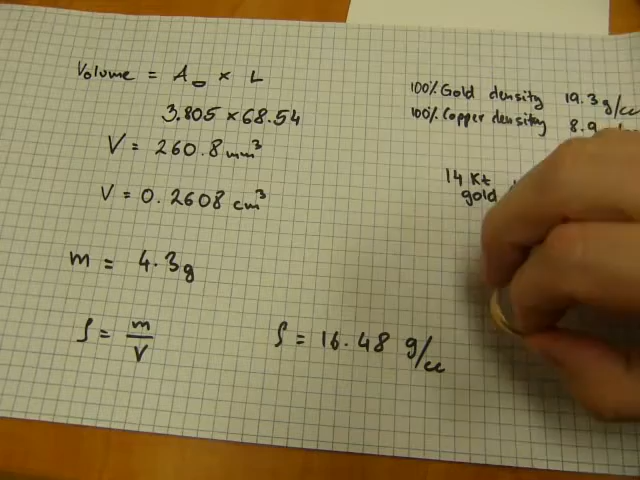 Volume = A▭ × L
3.805 × 68.54
V = 260.8 mm³
V = 0.2608 cm³
m = 4.3g
ρ = m/V
ρ = 16.48 g/cc
100% Gold density 19.3 g/cc
100% Copper density 8.9
14 Kt
gold